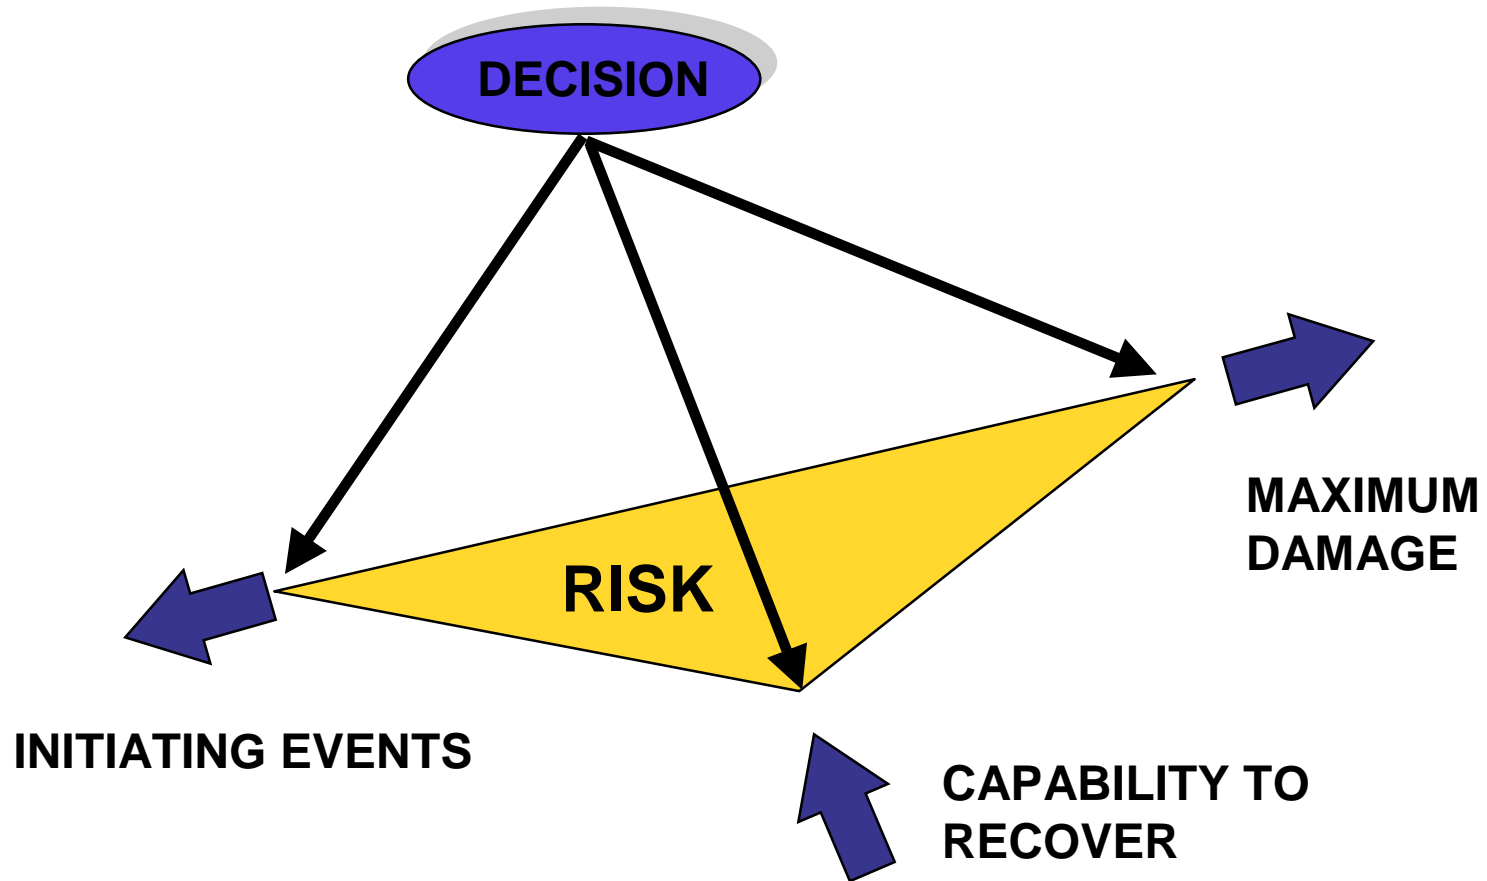 DECISION
MAXIMUM
DAMAGE
RISK
INITIATING EVENTS
CAPABILITY TO
RECOVER